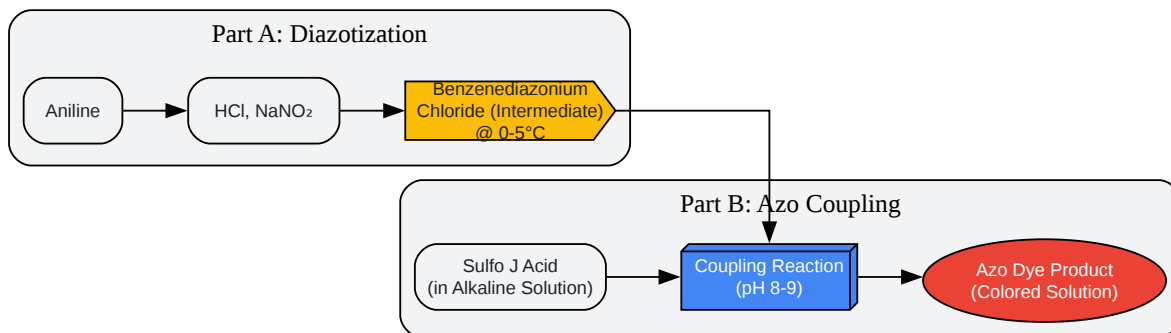 Part A: Diazotization
Aniline
HCl, NaNO₂
Benzenediazonium
Chloride (Intermediate)
@ 0-5°C
Part B: Azo Coupling
Sulfo J Acid
(in Alkaline Solution)
Coupling Reaction
(pH 8-9)
Azo Dye Product
(Colored Solution)